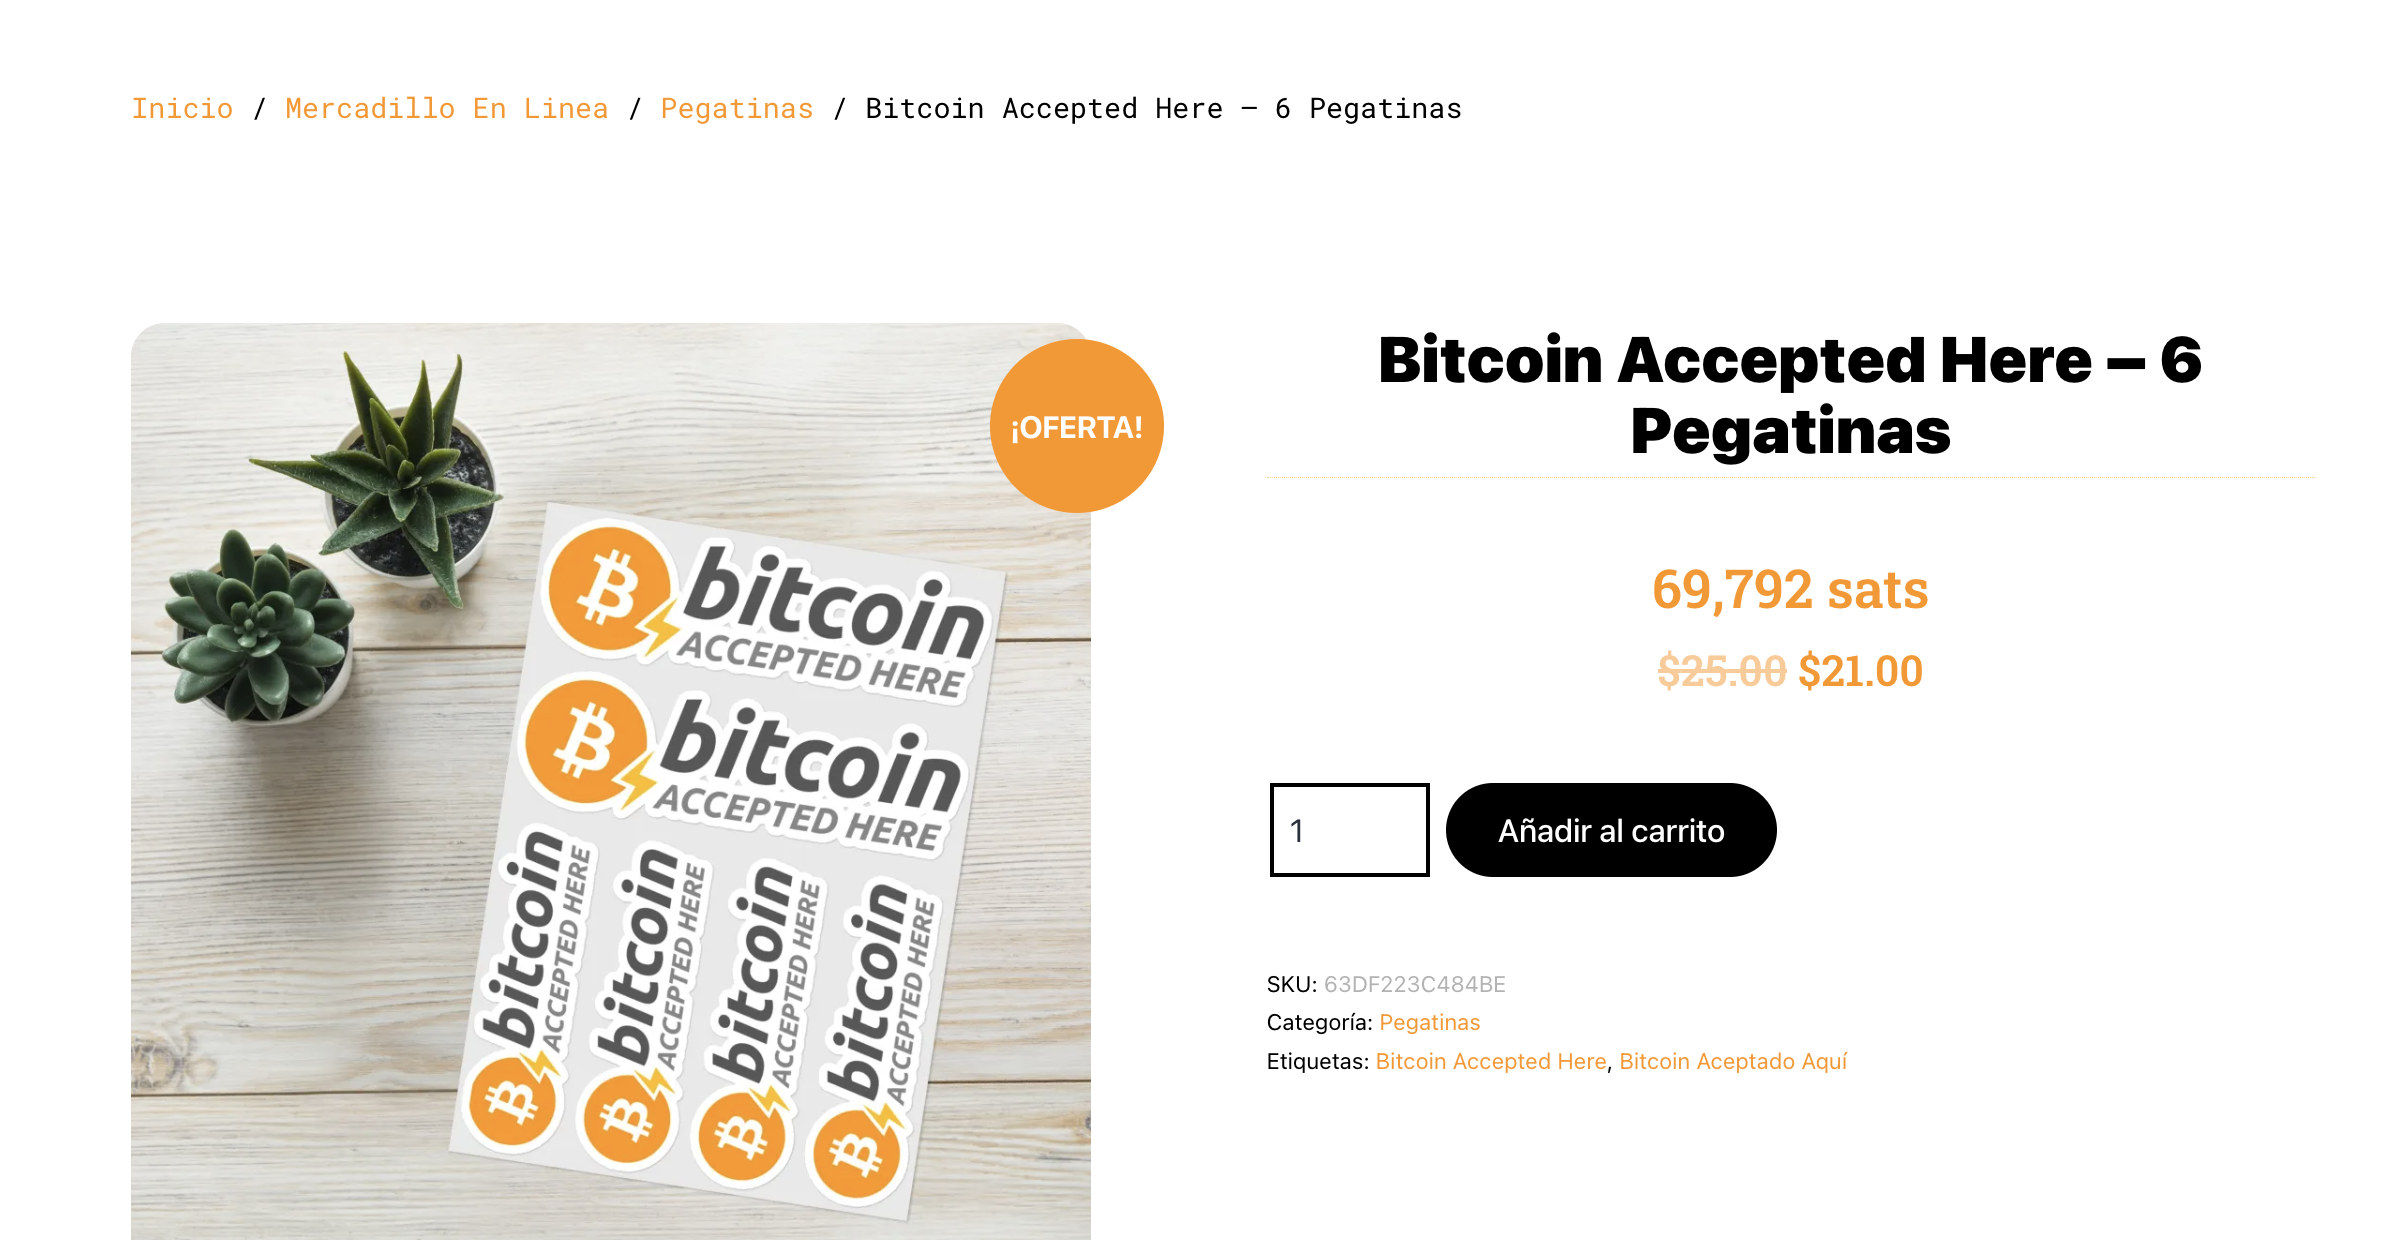 Inicio / Mercadillo En Linea / Pegatinas / Bitcoin Accepted Here – 6 Pegatinas
¡OFERTA!
bitcoin
ACCEPTED HERE
bitcoin
ACCEPTED HERE
bitcoin
ACCEPTED HERE
bitcoin
ACCEPTED HERE
bitcoin
ACCEPTED HERE
bitcoin
ACCEPTED HERE
Bitcoin Accepted Here – 6
Pegatinas
69,792 sats
$25.00 $21.00
1
Añadir al carrito
SKU: 63DF223C484BE
Categoría: Pegatinas
Etiquetas: Bitcoin Accepted Here, Bitcoin Aceptado Aquí